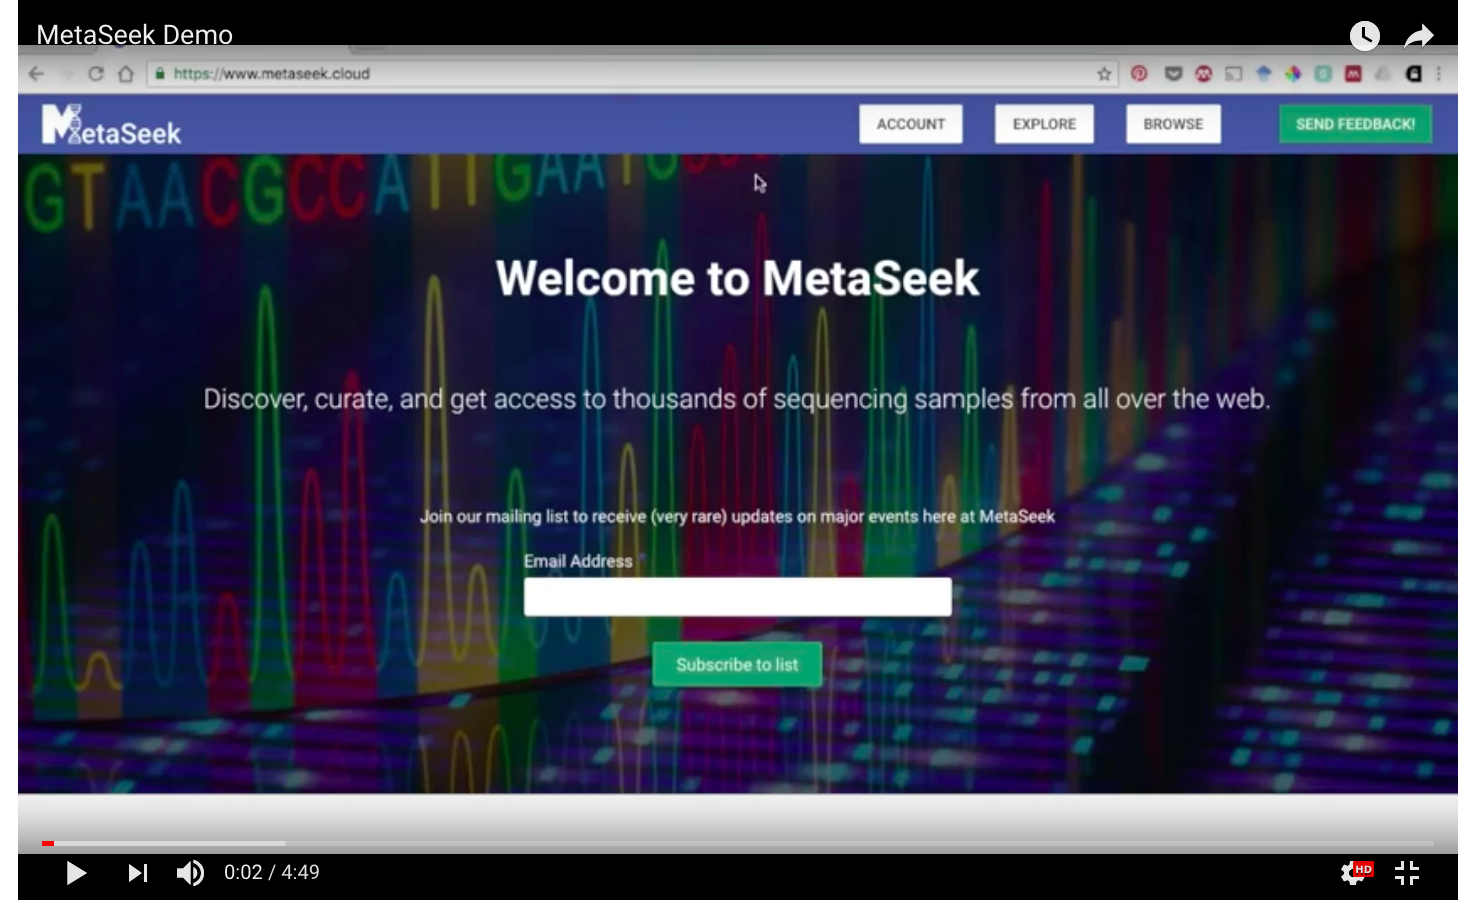 MetaSeek Demo
https://www.metaseek.cloud
MetaSeek
ACCOUNT
EXPLORE
BROWSE
SEND FEEDBACK!
GTAACGCCATTGAATG
Welcome to MetaSeek
Discover, curate, and get access to thousands of sequencing samples from all over the web.
Join our mailing list to receive (very rare) updates on major events here at MetaSeek
Email Address
Subscribe to list
0:02 / 4:49
HD